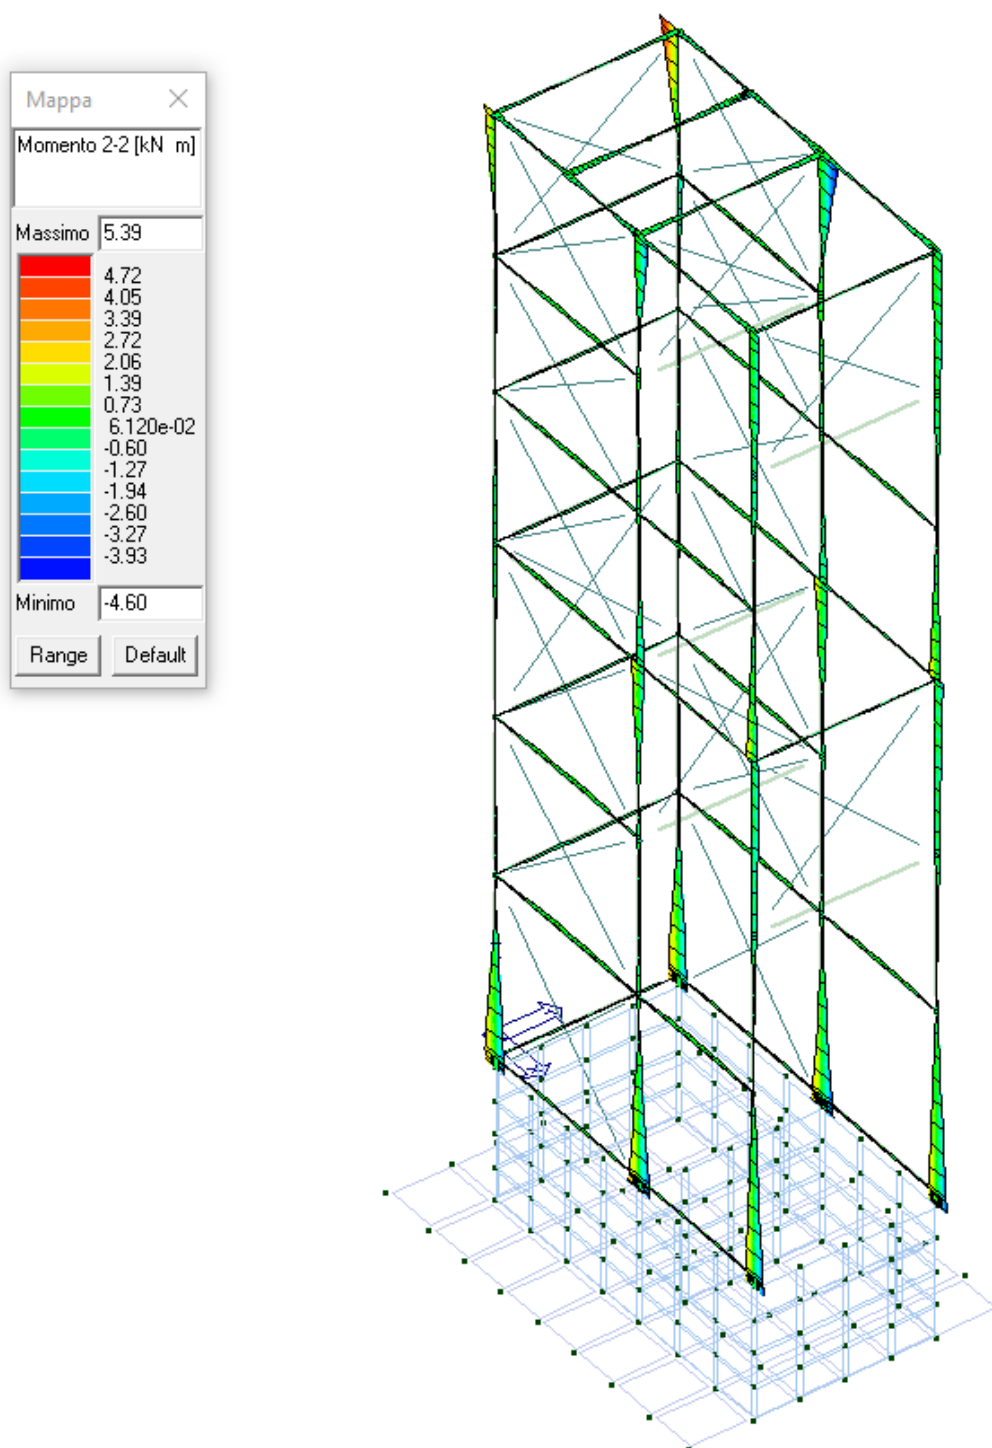 Mappa
Momento 2-2 [kN m]
Massimo 5.39
4.72
4.05
3.39
2.72
2.06
1.39
0.73
6.120e-02
-0.60
-1.27
-1.94
-2.60
-3.27
-3.93
Minimo -4.60
Range Default